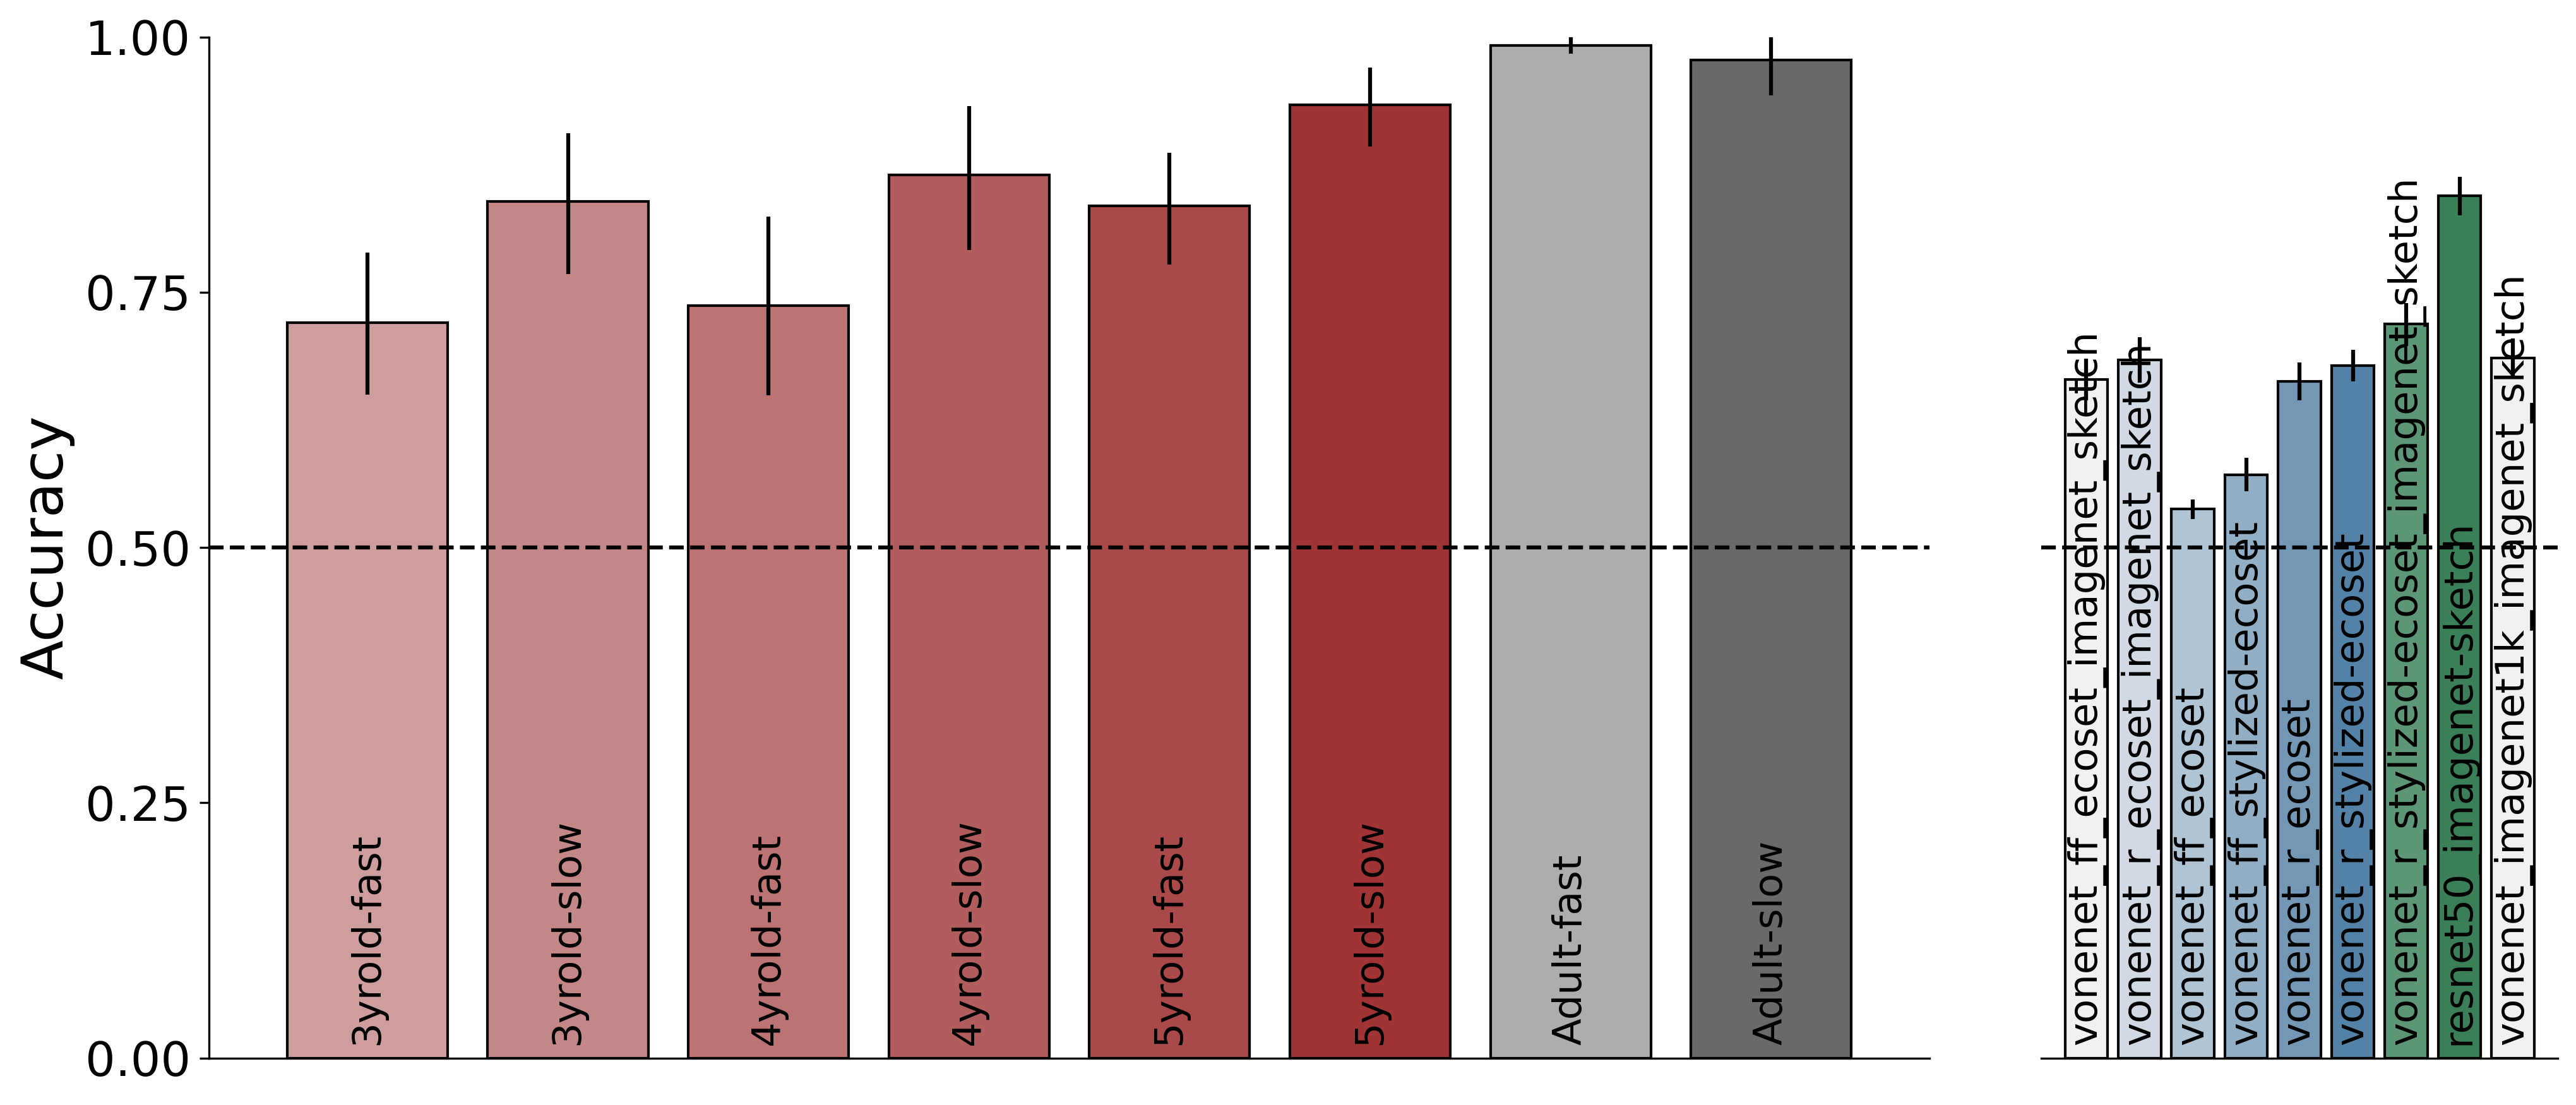 Accuracy
1.00
0.75
0.50
0.25
0.00
3yrold-fast
3yrold-slow
4yrold-fast
4yrold-slow
5yrold-fast
5yrold-slow
Adult-fast
Adult-slow
vonenet_ff_ecoset_imagenet_sketch
vonenet_r_ecoset_imagenet_sketch
vonenet_ff_ecoset
vonenet_ff_stylized-ecoset
vonenet_r_ecoset
vonenet_r_stylized-ecoset
vonenet_r_stylized-ecoset_imagenet_sketch
resnet50_imagenet-sketch
vonenet_imagenet1k_imagenet_sketch